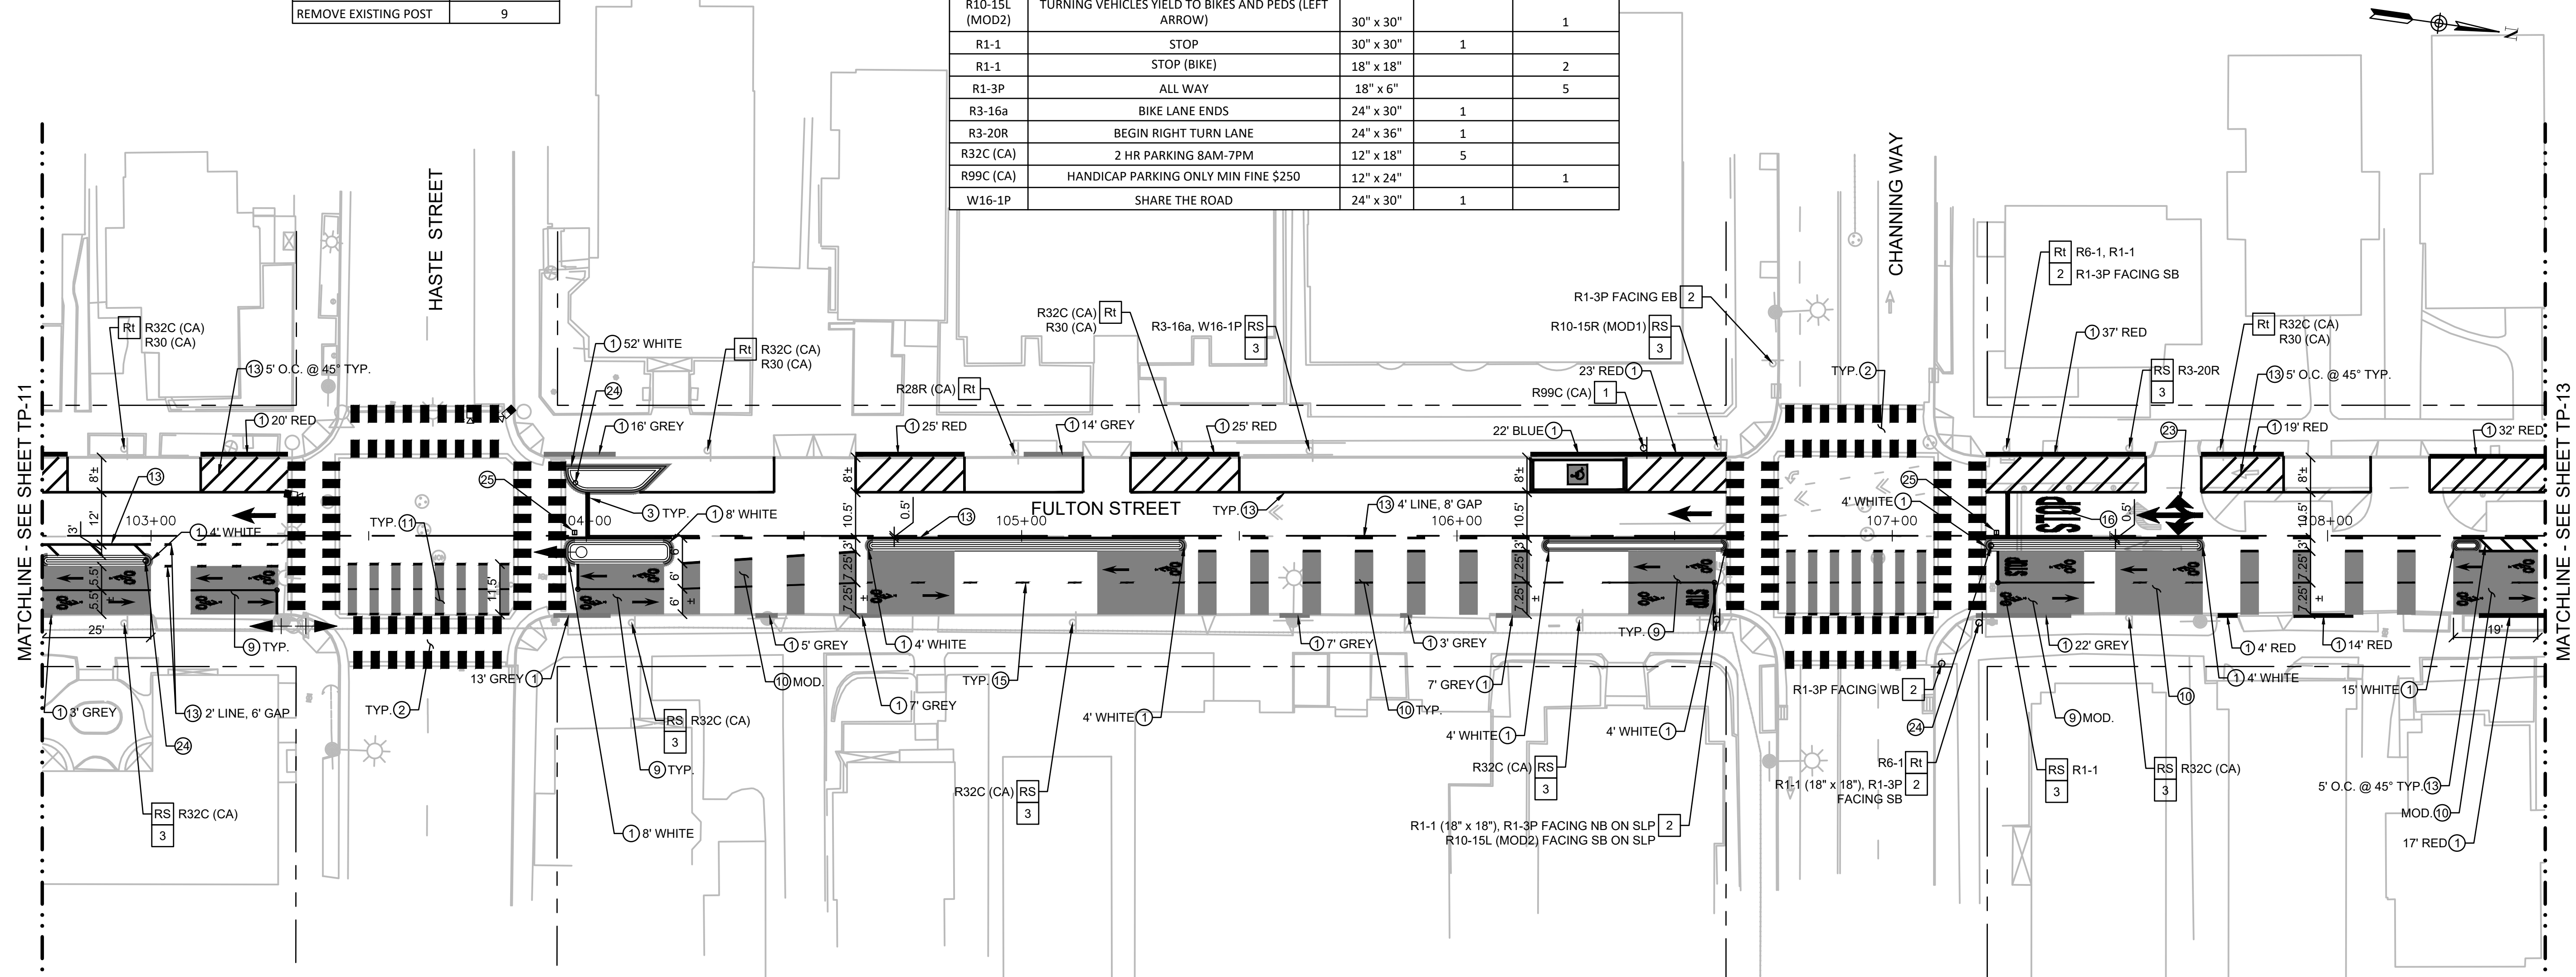 REMOVE EXISTING POST 9
R10-15L (MOD2) TURNING VEHICLES YIELD TO BIKES AND PEDS (LEFT ARROW) 30" x 30" 1
R1-1 STOP 30" x 30" 1
R1-1 STOP (BIKE) 18" x 18" 2
R1-3P ALL WAY 18" x 6" 5
R3-16a BIKE LANE ENDS 24" x 30" 1
R3-20R BEGIN RIGHT TURN LANE 24" x 36" 1
R32C (CA) 2 HR PARKING 8AM-7PM 12" x 18" 5
R99C (CA) HANDICAP PARKING ONLY MIN FINE $250 12" x 24" 1
W16-1P SHARE THE ROAD 24" x 30" 1
N
HASTE STREET
CHANNING WAY
FULTON STREET
MATCHLINE - SEE SHEET TP-11
MATCHLINE - SEE SHEET TP-13
Rt R32C (CA)
R30 (CA)
13 5' O.C. @ 45° TYP.
1 20' RED
1 52' WHITE
24
1 16' GREY
Rt R32C (CA)
R30 (CA)
R28R (CA) Rt
1 25' RED
1 14' GREY
R32C (CA) Rt
R30 (CA)
1 25' RED
R3-16a, W16-1P RS
3
R1-3P FACING EB 2
R10-15R (MOD1) RS
3
23' RED 1
R99C (CA) 1
22' BLUE 1
TYP. 2
Rt R6-1, R1-1
2 R1-3P FACING SB
1 37' RED
RS R3-20R
3
Rt R32C (CA)
R30 (CA)
13 5' O.C. @ 45° TYP.
23
1 19' RED
1 32' RED
13
3'
12'
8'±
103+00
1 4' WHITE
TYP. 11
25
04+00
3 TYP.
1 8' WHITE
8'±
10.5'
3'
0.5'
13
105+00
TYP. 13
13 4' LINE, 8' GAP
106+00
8'±
10.5'
3'
4' WHITE 1
25
107+00
STOP
16
0.5'
8'±
10.5'
3'
08+00
5.5'
5.5'
25'
11.5'
6'
6'
6'
±
7.25'
7.25'
7.25'
7.25'
±
STOP
STOP
7.25'
7.25'
±
19'
9 TYP.
1 3' GREY
13 2' LINE, 6' GAP
24
TYP. 2
13' GREY 1
RS R32C (CA)
3
9 TYP.
1 8' WHITE
1 5' GREY
10 MOD.
1 7' GREY
1 4' WHITE
TYP. 15
4' WHITE 1
R32C (CA) RS
3
1 7' GREY
1 3' GREY
10 TYP.
7' GREY 1
4' WHITE 1
TYP. 9
4' WHITE 1
R32C (CA) RS
3
R1-1 (18" x 18"), R1-3P FACING NB ON SLP 2
R10-15L (MOD2) FACING SB ON SLP
R1-3P FACING WB 2
24
R6-1 Rt
R1-1 (18" x 18"), R1-3P 2
FACING SB
1 22' GREY
9 MOD.
RS R1-1
3
10
RS R32C (CA)
3
1 4' WHITE
1 4' RED
1 14' RED
15' WHITE 1
5' O.C. @ 45° TYP. 13
MOD. 10
17' RED 1
RS R32C (CA)
3